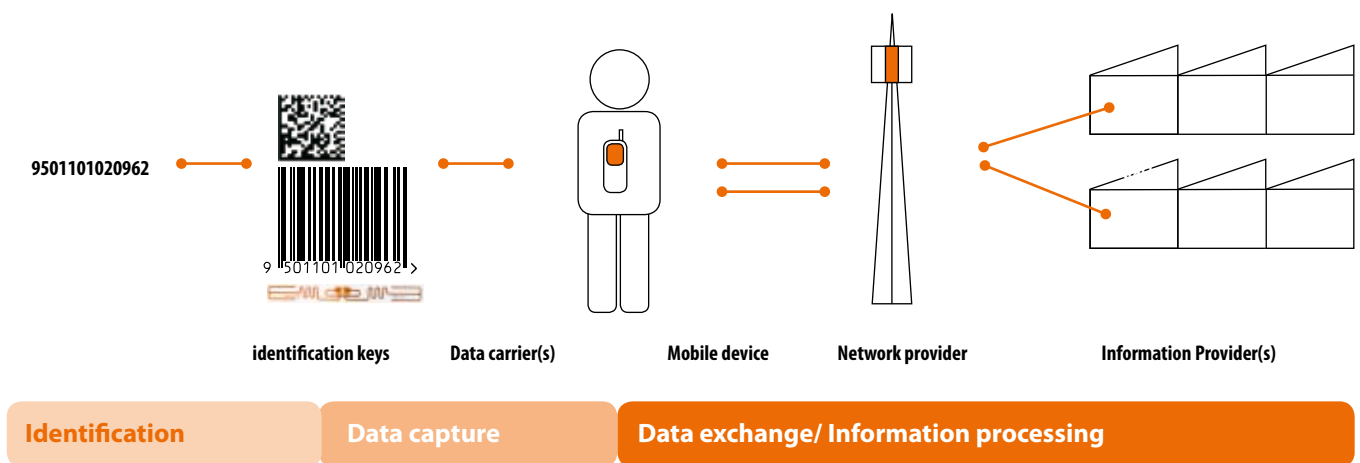 9501101020962
9 501101 020962 >
identification keys
Data carrier(s)
Mobile device
Network provider
Information Provider(s)
Identification
Data capture
Data exchange/ Information processing